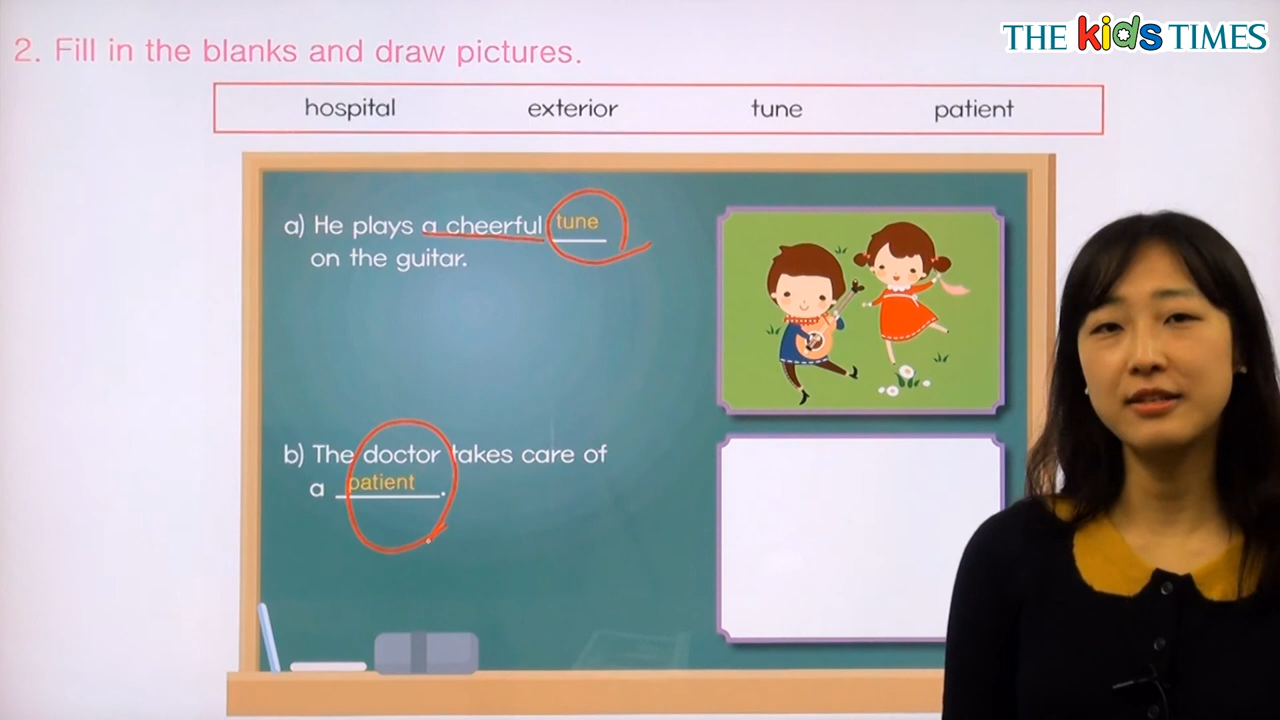 THE kids TIMES
2. Fill in the blanks and draw pictures.
hospital exterior tune patient
a) He plays a cheerful tune
on the guitar.
b) The doctor takes care of
a patient.